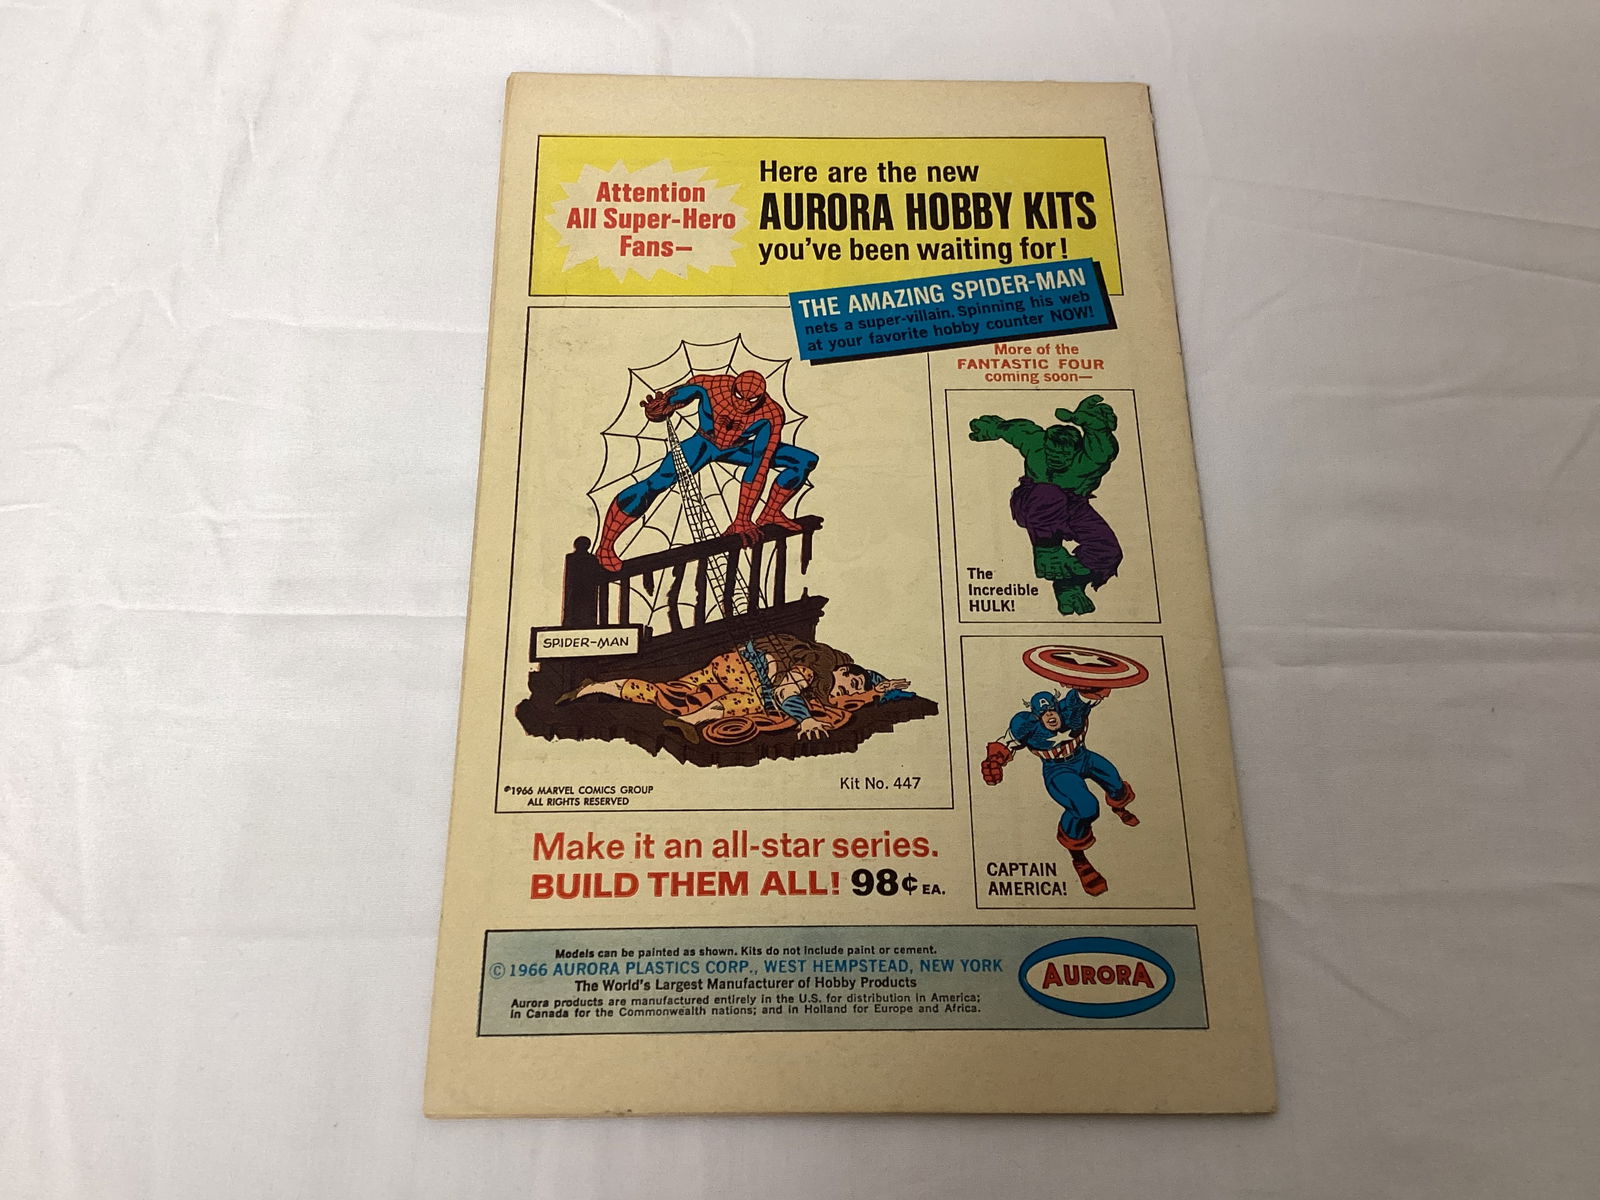 Attention
All Super-Hero
Fans—
Here are the new
AURORA HOBBY KITS
you've been waiting for!
THE AMAZING SPIDER-MAN
nets a super-villain. Spinning his web
at your favorite hobby counter NOW!
More of the
FANTASTIC FOUR
coming soon—
The
Incredible
HULK!
SPIDER-MAN
A
CAPTAIN
AMERICA!
Kit No. 447
©1966 MARVEL COMICS GROUP
ALL RIGHTS RESERVED
Make it an all-star series.
BUILD THEM ALL! 98¢ EA.
Models can be painted as shown. Kits do not include paint or cement.
© 1966 AURORA PLASTICS CORP., WEST HEMPSTEAD, NEW YORK
The World's Largest Manufacturer of Hobby Products
Aurora products are manufactured entirely in the U.S. for distribution in America;
in Canada for the Commonwealth nations; and in Holland for Europe and Africa.
AURORA